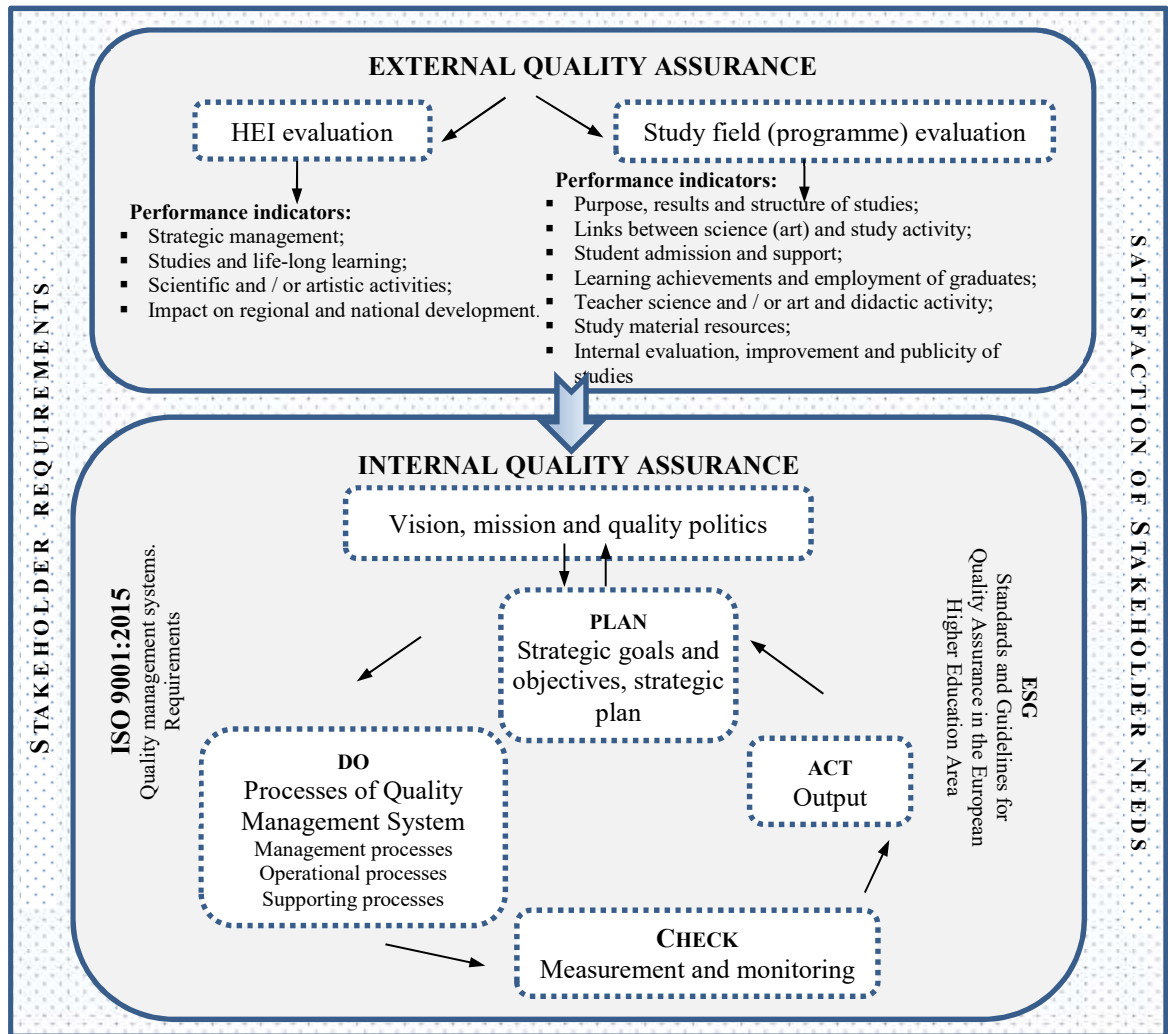 EXTERNAL QUALITY ASSURANCE
HEI evaluation
Performance indicators:
▪ Strategic management;
▪ Studies and life-long learning;
▪ Scientific and / or artistic activities;
▪ Impact on regional and national development.
Study field (programme) evaluation
Performance indicators:
▪ Purpose, results and structure of studies;
▪ Links between science (art) and study activity;
▪ Student admission and support;
▪ Learning achievements and employment of graduates;
▪ Teacher science and / or art and didactic activity;
▪ Study material resources;
▪ Internal evaluation, improvement and publicity of
studies
STAKEHOLDER REQUIREMENTS
SATISFACTION OF STAKEHOLDER NEEDS
INTERNAL QUALITY ASSURANCE
Vision, mission and quality politics
ISO 9001:2015
Quality management systems.
Requirements
PLAN
Strategic goals and
objectives, strategic
plan
ESG
Standards and Guidelines for
Quality Assurance in the European
Higher Education Area
DO
Processes of Quality
Management System
Management processes
Operational processes
Supporting processes
ACT
Output
CHECK
Measurement and monitoring